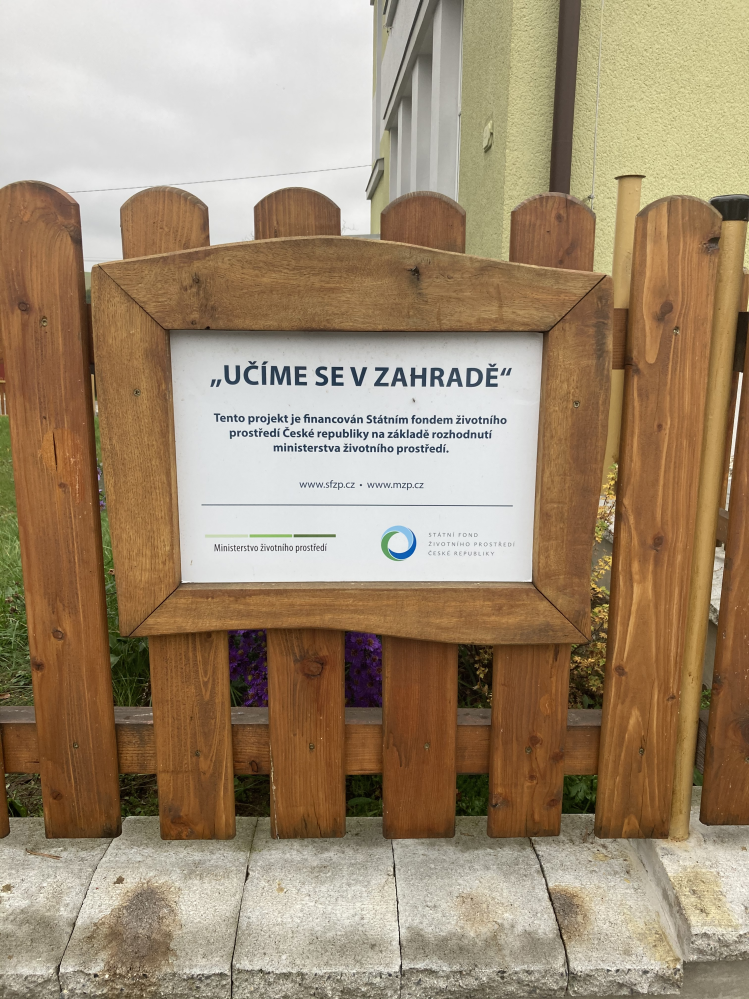 „UČÍME SE V ZAHRADĚ“
Tento projekt je financován Státním fondem životního
prostředí České republiky na základě rozhodnutí
ministerstva životního prostředí.
www.sfzp.cz • www.mzp.cz
Ministerstvo životního prostředí
STÁTNÍ FOND
ŽIVOTNÍHO PROSTŘEDÍ
ČESKÉ REPUBLIKY